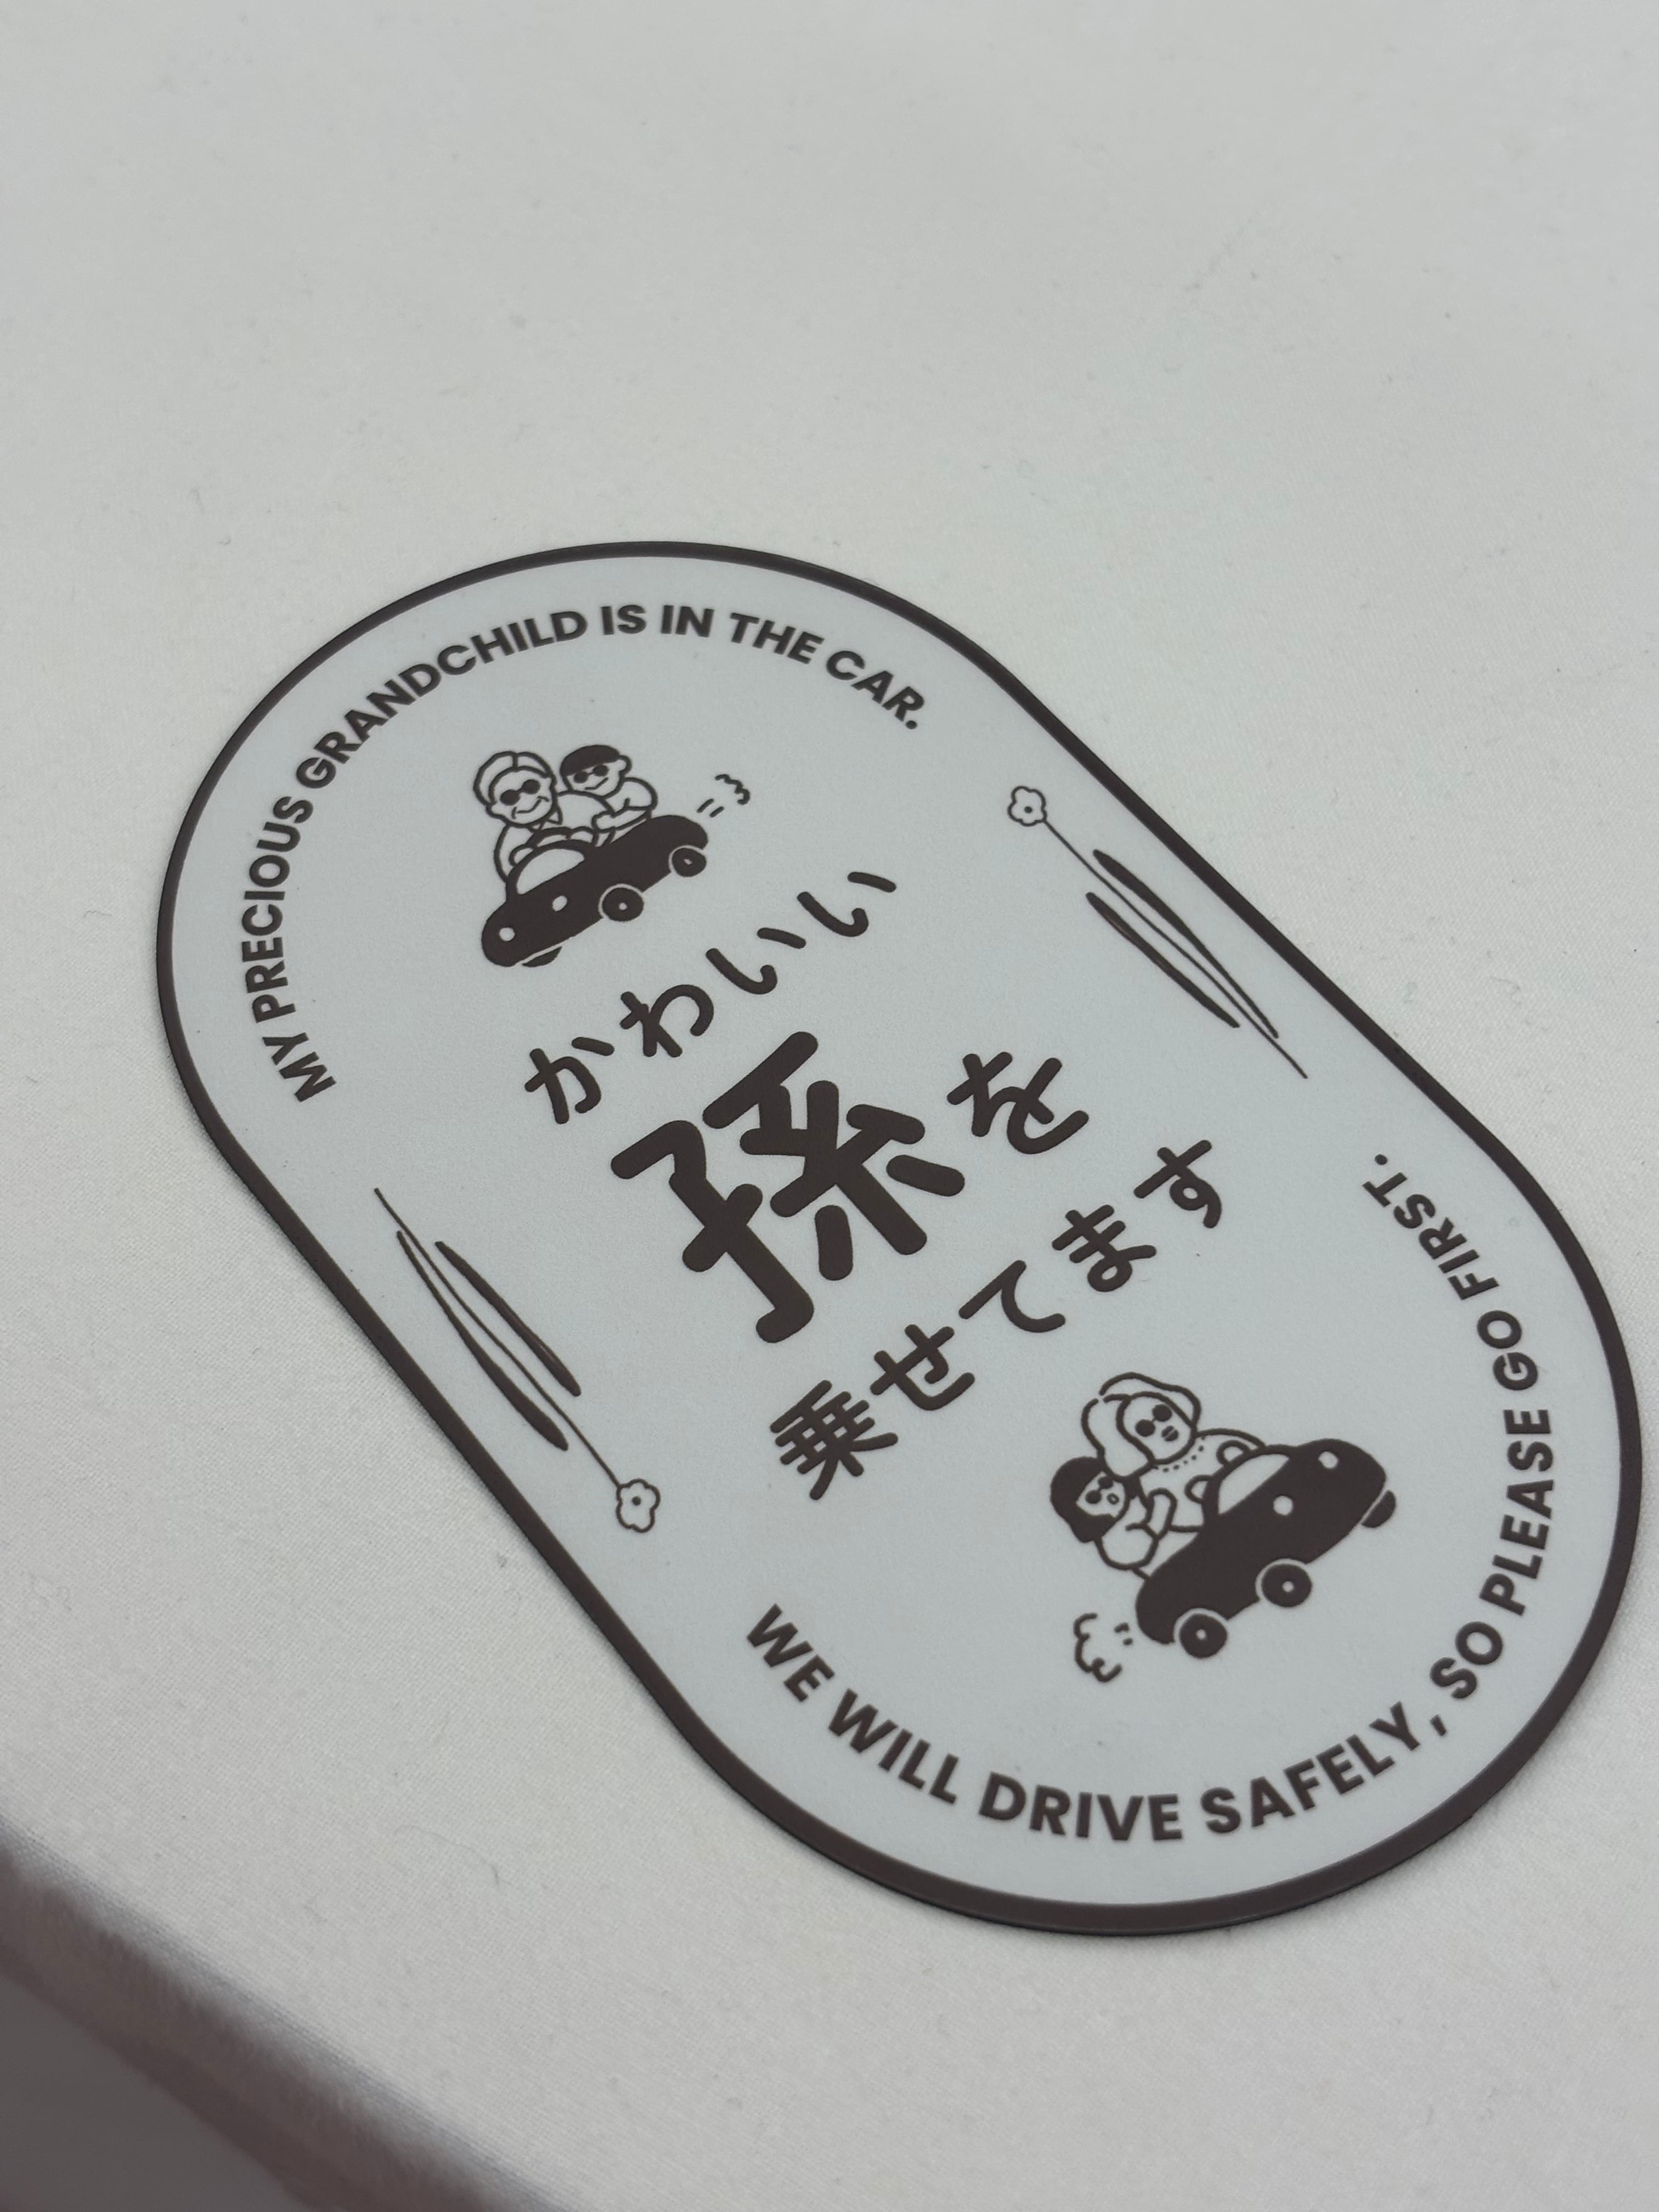 MY PRECIOUS GRANDCHILD IS IN THE CAR.
かわいい
孫を
乗せてます
WE WILL DRIVE SAFELY, SO PLEASE GO FIRST.